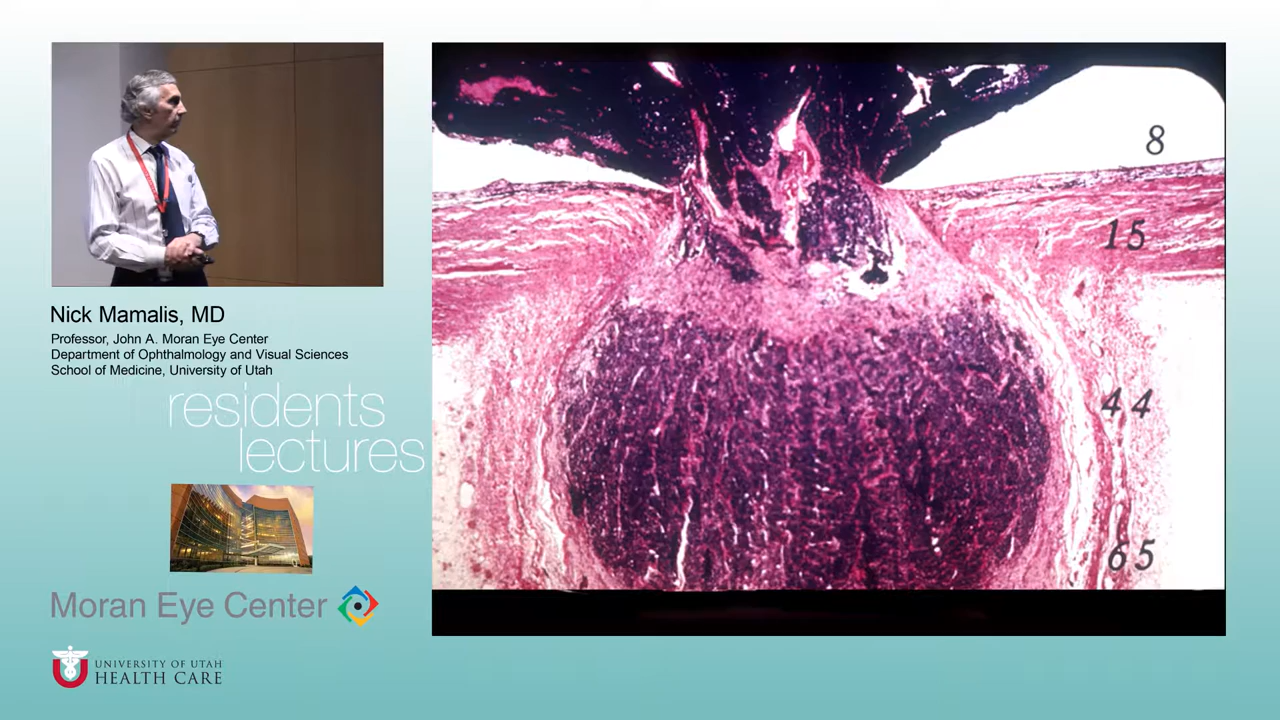 Nick Mamalis, MD
Professor, John A. Moran Eye Center
Department of Ophthalmology and Visual Sciences
School of Medicine, University of Utah
residents
lectures
Moran Eye Center
UNIVERSITY OF UTAH
HEALTH CARE
8
15
44
65